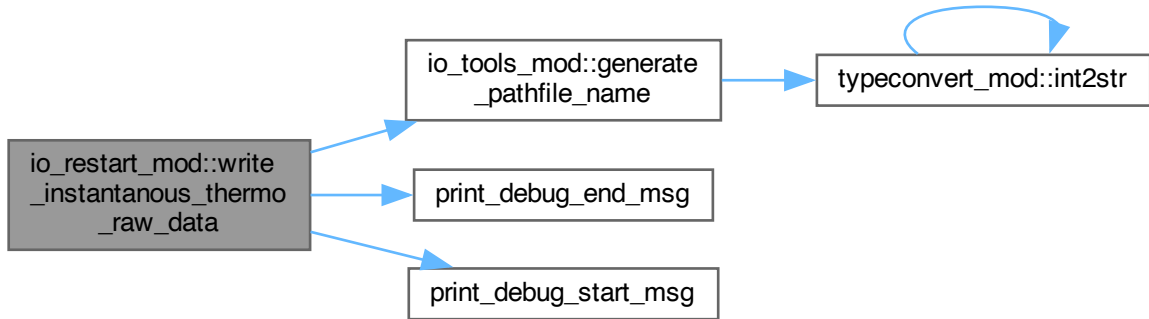 io_restart_mod::write
_instantanous_thermo
_raw_data
io_tools_mod::generate
_pathfile_name
typeconvert_mod::int2str
print_debug_end_msg
print_debug_start_msg